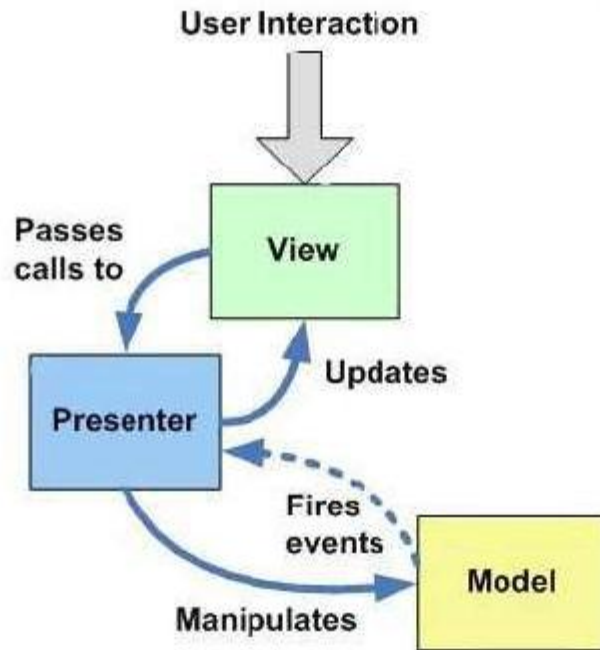 User Interaction
View
Passes
calls to
Updates
Presenter
Fires
events
Model
Manipulates